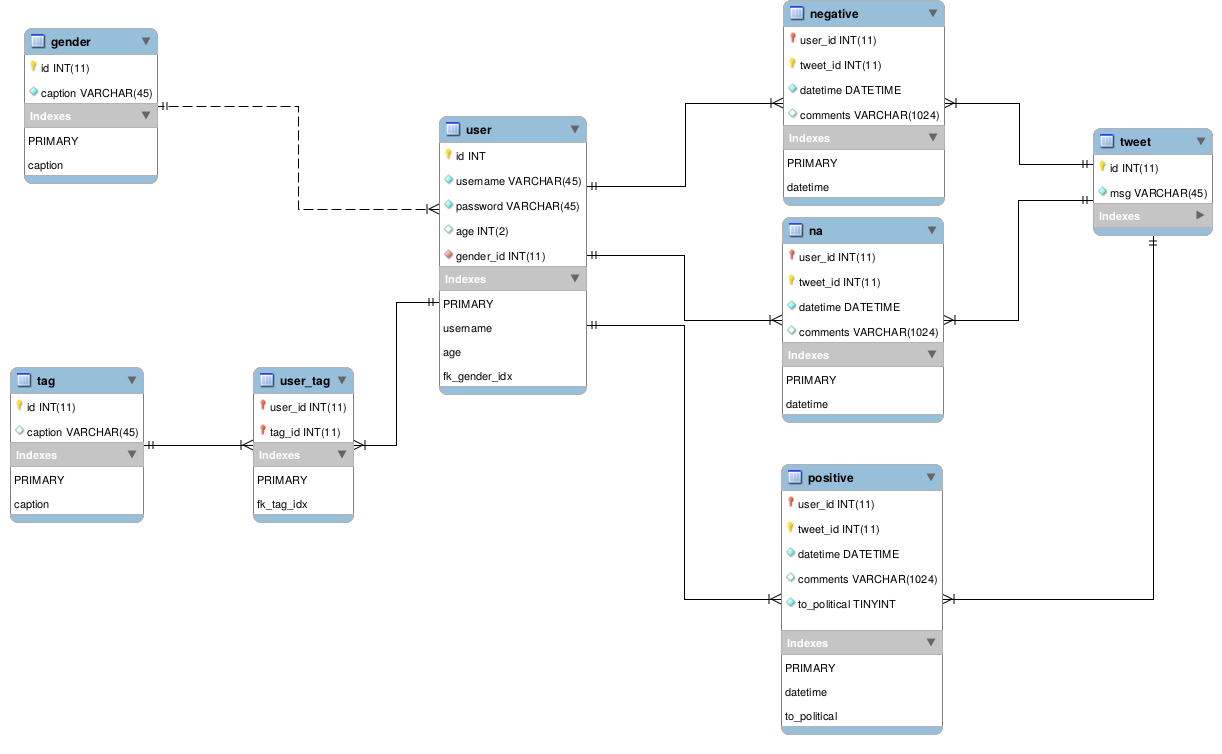 gender
id INT(11)
caption VARCHAR(45)
Indexes
PRIMARY
caption
tag
id INT(11)
caption VARCHAR(45)
Indexes
PRIMARY
caption
user_tag
user_id INT(11)
tag_id INT(11)
Indexes
PRIMARY
fk_tag_idx
user
id INT
username VARCHAR(45)
password VARCHAR(45)
age INT(2)
gender_id INT(11)
Indexes
PRIMARY
username
age
fk_gender_idx
negative
user_id INT(11)
tweet_id INT(11)
datetime DATETIME
comments VARCHAR(1024)
Indexes
PRIMARY
datetime
na
user_id INT(11)
tweet_id INT(11)
datetime DATETIME
comments VARCHAR(1024)
Indexes
PRIMARY
datetime
positive
user_id INT(11)
tweet_id INT(11)
datetime DATETIME
comments VARCHAR(1024)
to_political TINYINT
Indexes
PRIMARY
datetime
to_political
tweet
id INT(11)
msg VARCHAR(45)
Indexes